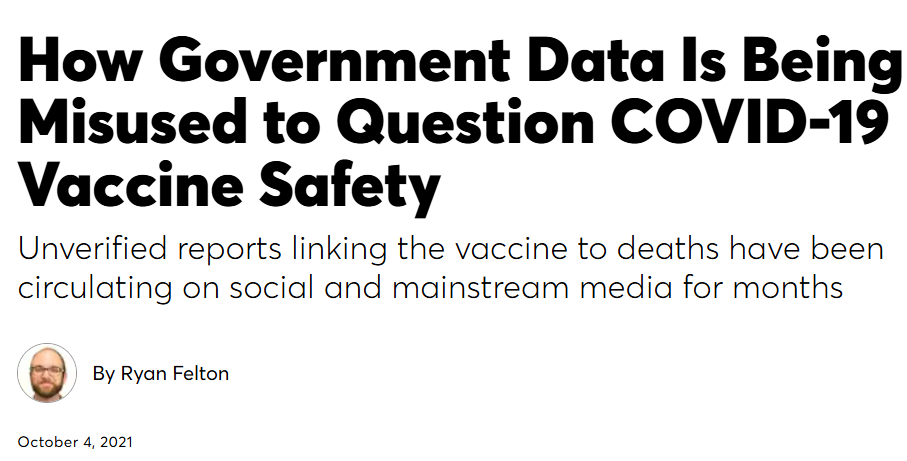 How Government Data Is Being
Misused to Question COVID-19
Vaccine Safety
Unverified reports linking the vaccine to deaths have been
circulating on social and mainstream media for months
By Ryan Felton
October 4, 2021